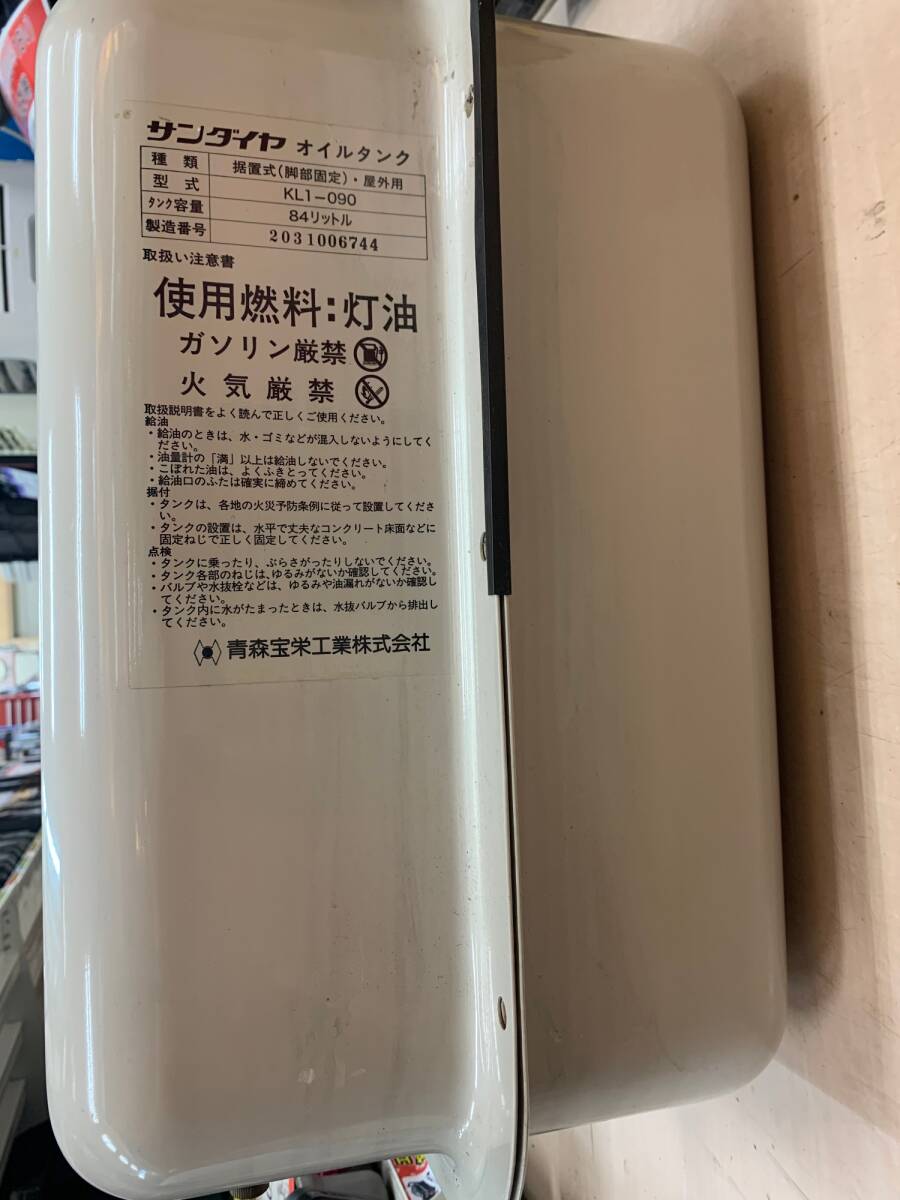 サンダイヤ オイルタンク
種類 据置式(脚部固定)・屋外用
型式 KL1-090
タンク容量 84リットル
製造番号 2031006744
取扱い注意書
使用燃料:灯油
ガソリン厳禁
火気厳禁
取扱説明書をよく読んで正しくご使用ください。
給油
・給油のときは、水・ゴミなどが混入しないようにしてく
ださい。
・油量計の「満」以上は給油しないでください。
・こぼれた油は、よくふきとってください。
・給油口のふたは確実に締めてください。
据付
・タンクは、各地の火災予防条例に従って設置してくださ
い。
・タンクの設置は、水平で丈夫なコンクリート床面などに
固定ねじで正しく固定してください。
点検
・タンクに乗ったり、ぶらさがったりしないでください。
・タンク各部のねじは、ゆるみがないか確認してください。
・バルブや水抜栓などは、ゆるみや油漏れがないか確認し
てください。
・タンク内に水がたまったときは、水抜バルブから排出し
てください。
青森宝栄工業株式会社